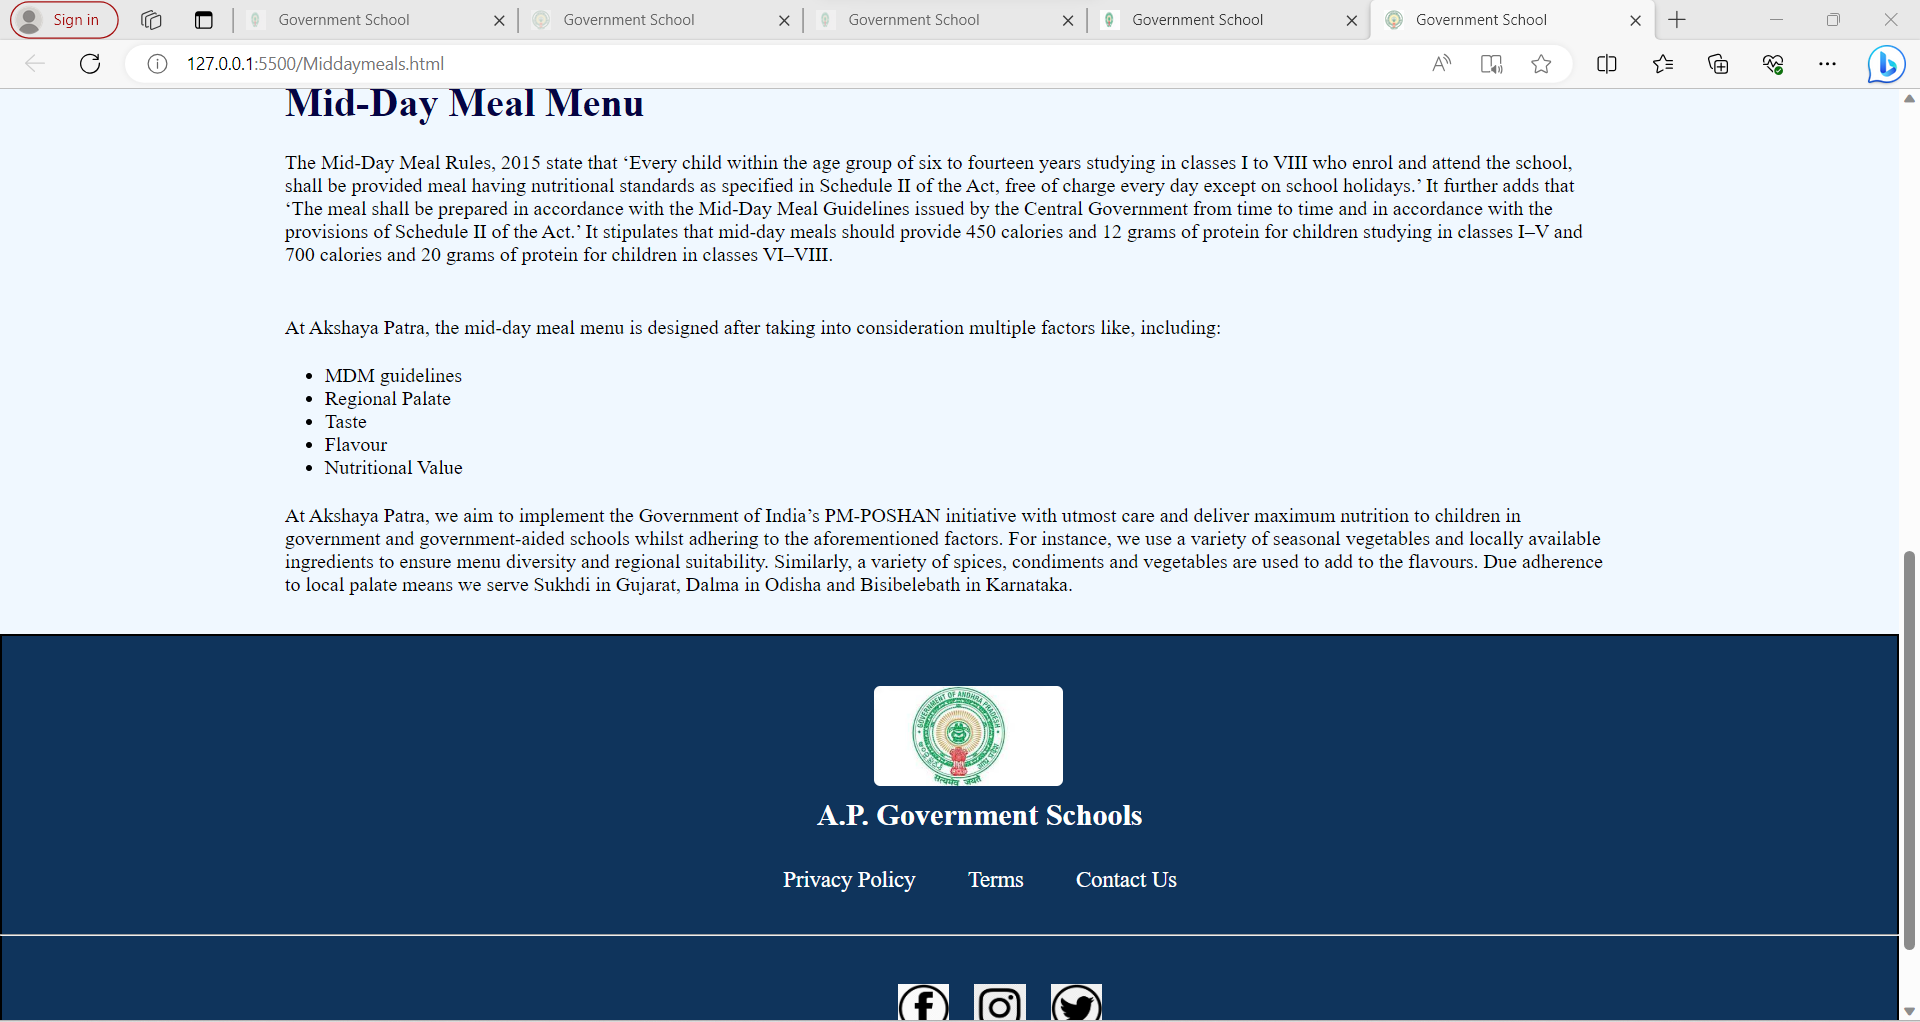 Sign in
Government School
Government School
Government School
Government School
Government School
127.0.0.1:5500/Middaymeals.html
Mid-Day Meal Menu
The Mid-Day Meal Rules, 2015 state that ‘Every child within the age group of six to fourteen years studying in classes I to VIII who enrol and attend the school,
shall be provided meal having nutritional standards as specified in Schedule II of the Act, free of charge every day except on school holidays.’ It further adds that
‘The meal shall be prepared in accordance with the Mid-Day Meal Guidelines issued by the Central Government from time to time and in accordance with the
provisions of Schedule II of the Act.’ It stipulates that mid-day meals should provide 450 calories and 12 grams of protein for children studying in classes I–V and
700 calories and 20 grams of protein for children in classes VI–VIII.
At Akshaya Patra, the mid-day meal menu is designed after taking into consideration multiple factors like, including:
• MDM guidelines
• Regional Palate
• Taste
• Flavour
• Nutritional Value
At Akshaya Patra, we aim to implement the Government of India’s PM-POSHAN initiative with utmost care and deliver maximum nutrition to children in
government and government-aided schools whilst adhering to the aforementioned factors. For instance, we use a variety of seasonal vegetables and locally available
ingredients to ensure menu diversity and regional suitability. Similarly, a variety of spices, condiments and vegetables are used to add to the flavours. Due adherence
to local palate means we serve Sukhdi in Gujarat, Dalma in Odisha and Bisibelebath in Karnataka.
GOVERNMENT OF ANDHRA PRADESH
सत्यमेव जयते
A.P. Government Schools
Privacy Policy
Terms
Contact Us